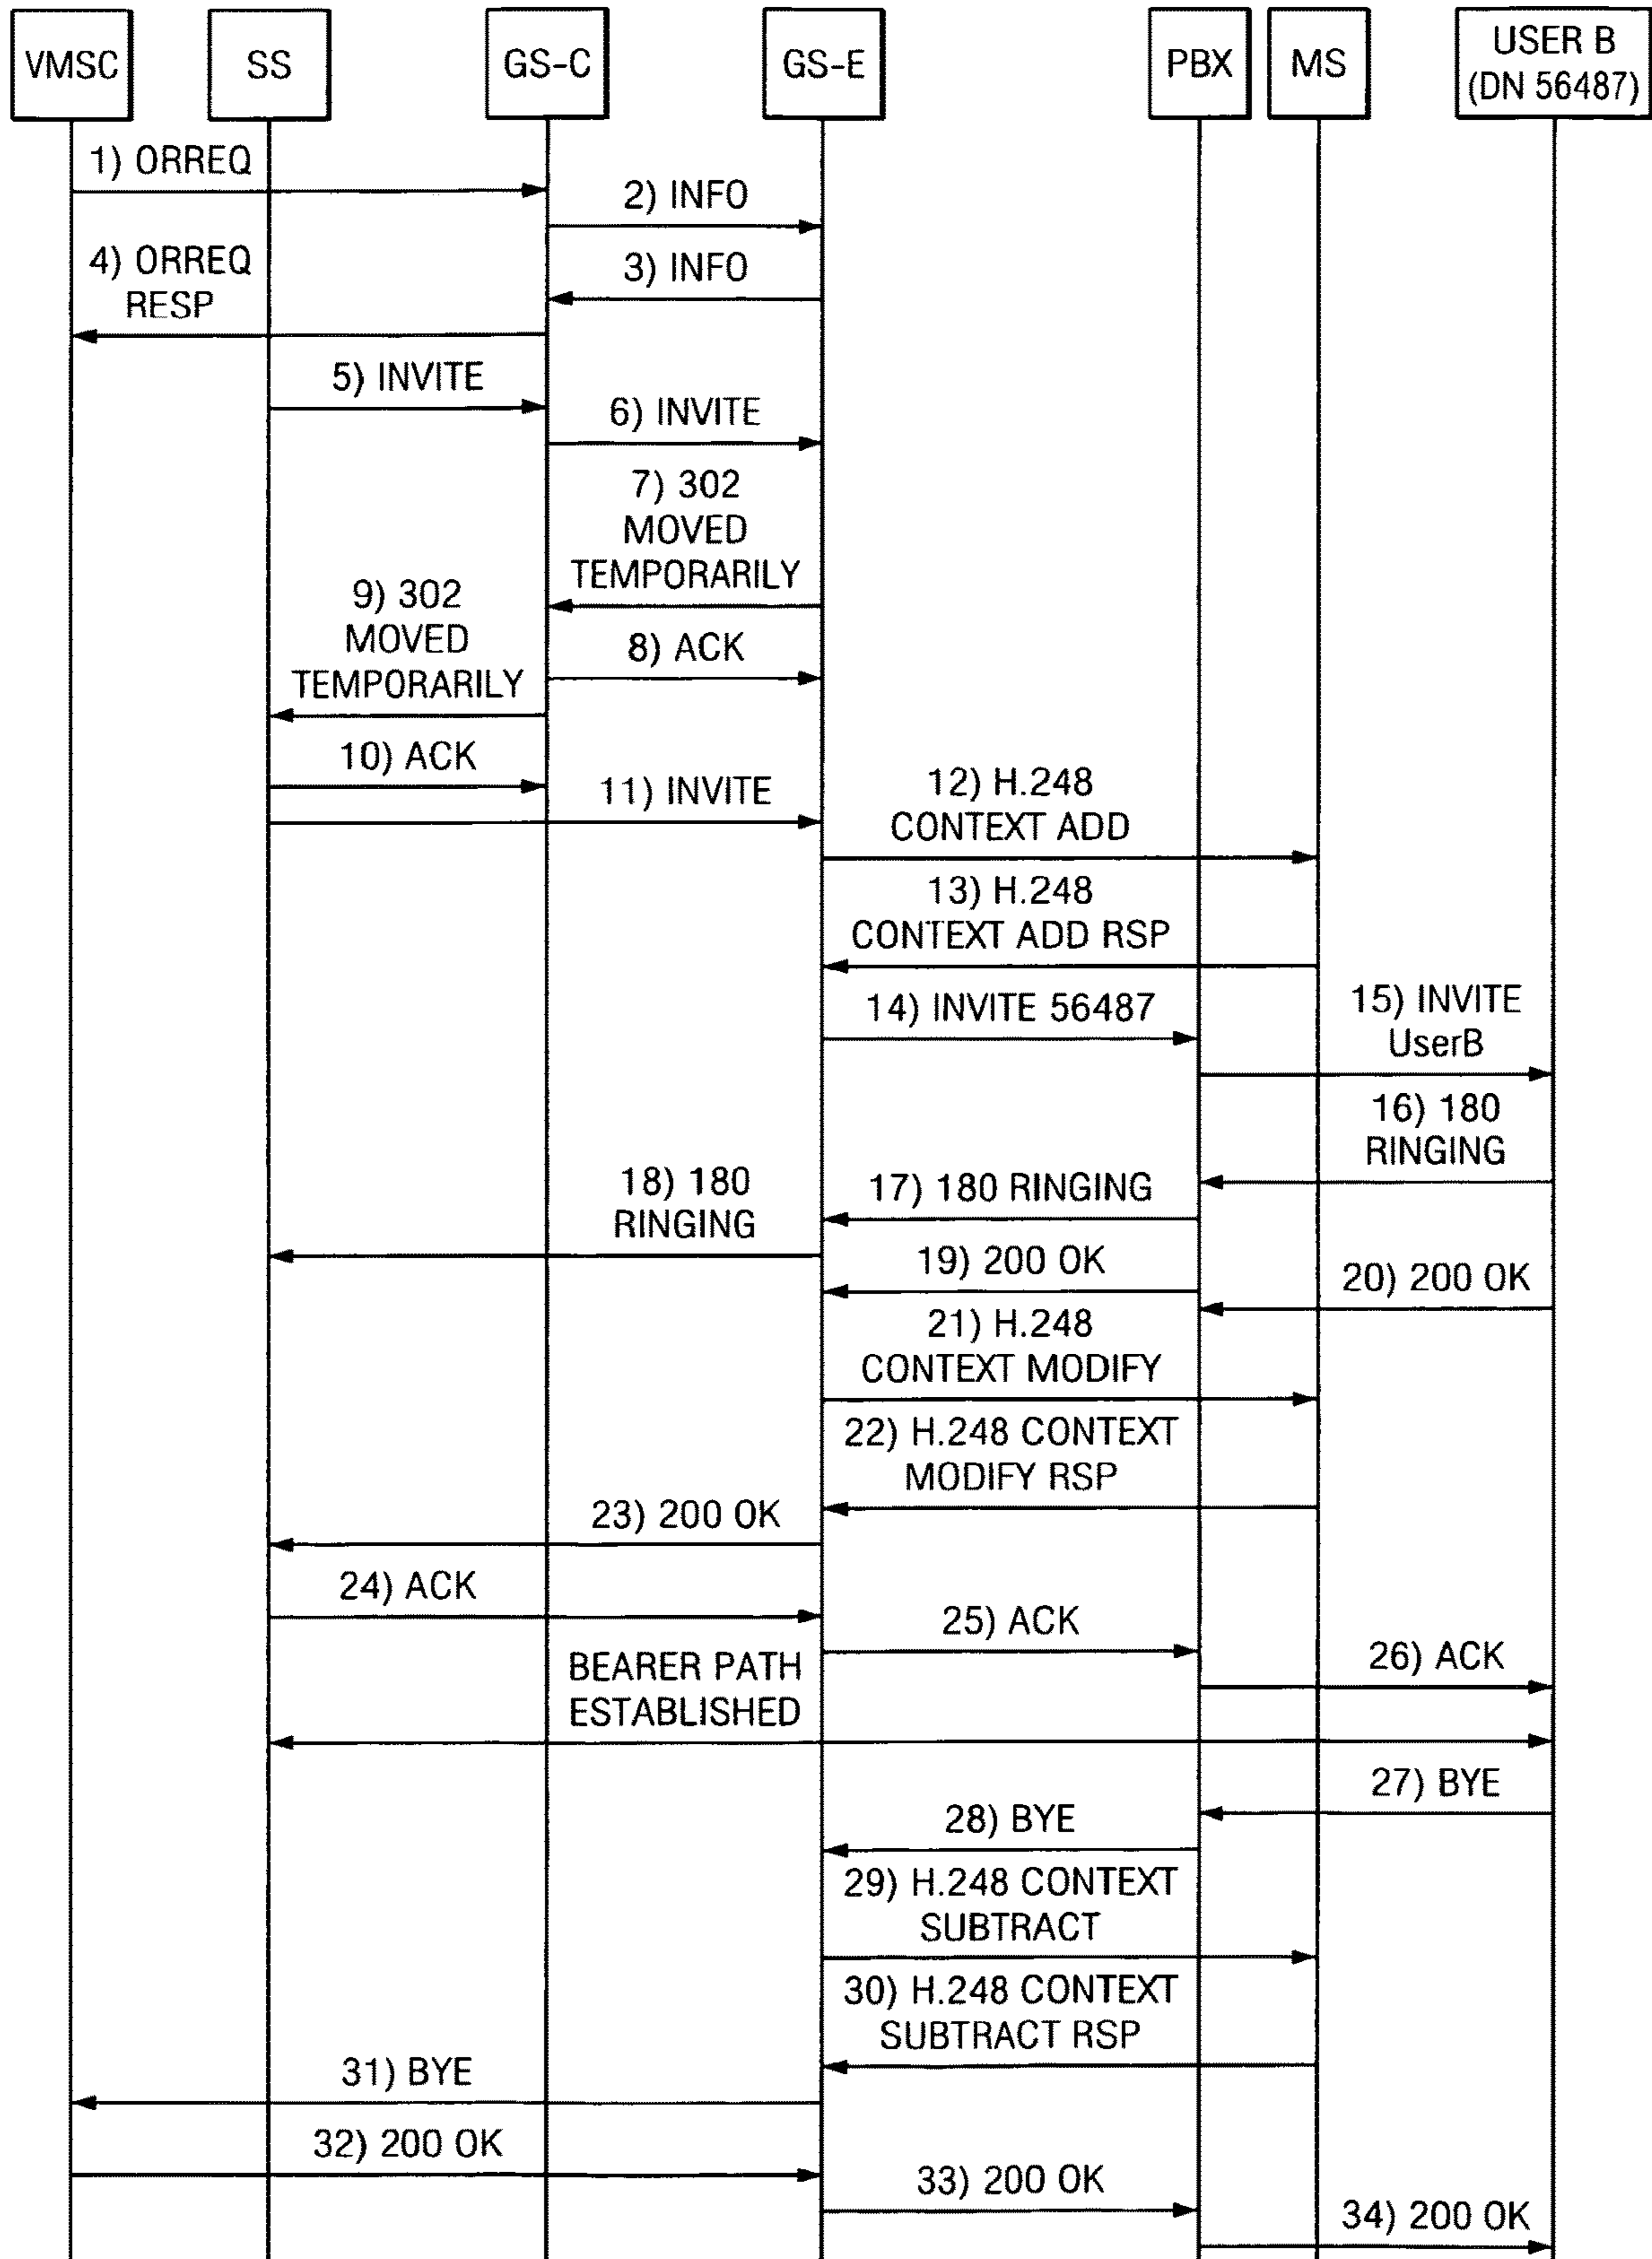 VMSC
SS
GS-C
GS-E
PBX
MS
USER B
(DN 56487)
1) ORREQ
2) INFO
3) INFO
4) ORREQ
RESP
5) INVITE
6) INVITE
7) 302
MOVED
TEMPORARILY
8) ACK
9) 302
MOVED
TEMPORARILY
10) ACK
11) INVITE
12) H.248
CONTEXT ADD
13) H.248
CONTEXT ADD RSP
14) INVITE 56487
15) INVITE
UserB
16) 180
RINGING
17) 180 RINGING
18) 180
RINGING
19) 200 OK
20) 200 OK
21) H.248
CONTEXT MODIFY
22) H.248 CONTEXT
MODIFY RSP
23) 200 OK
24) ACK
25) ACK
26) ACK
BEARER PATH
ESTABLISHED
27) BYE
28) BYE
29) H.248 CONTEXT
SUBTRACT
30) H.248 CONTEXT
SUBTRACT RSP
31) BYE
32) 200 OK
33) 200 OK
34) 200 OK